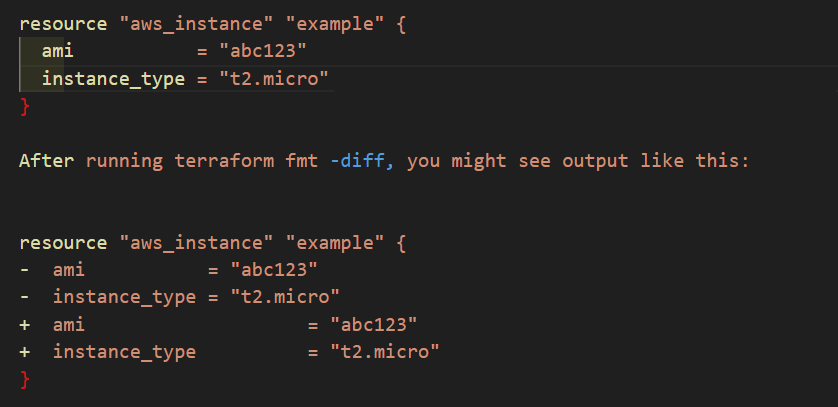 resource "aws_instance" "example" {
  ami           = "abc123"
  instance_type = "t2.micro"
}
After running terraform fmt -diff, you might see output like this:
resource "aws_instance" "example" {
-  ami           = "abc123"
-  instance_type = "t2.micro"
+  ami                    = "abc123"
+  instance_type          = "t2.micro"
}